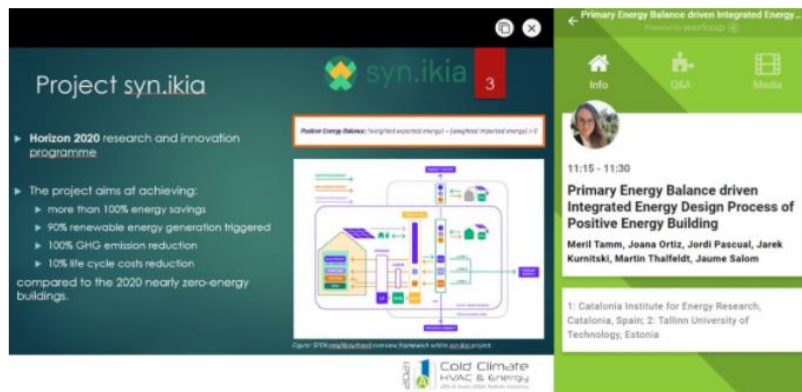 Project syn.ikia
syn.ikia
3
Horizon 2020 research and innovation
programme
The project aims at achieving:
more than 100% energy savings
90% renewable energy generation triggered
100% GHG emission reduction
10% life cycle costs reduction
compared to the 2020 nearly zero-energy
buildings.
Positive Energy Balance: (weighted exported energy) – (weighted imported energy) > 0
2021
Cold Climate
HVAC & Energy
Primary Energy Balance driven Integrated Energy...
Powered by worksup
Info
Q&A
Media
11:15 - 11:30
Primary Energy Balance driven
Integrated Energy Design Process of
Positive Energy Building
Meril Tamm, Joana Ortiz, Jordi Pascual, Jarek
Kurnitski, Martin Thalfeldt, Jaume Salom
1: Catalonia Institute for Energy Research,
Catalonia, Spain; 2: Tallinn University of
Technology, Estonia